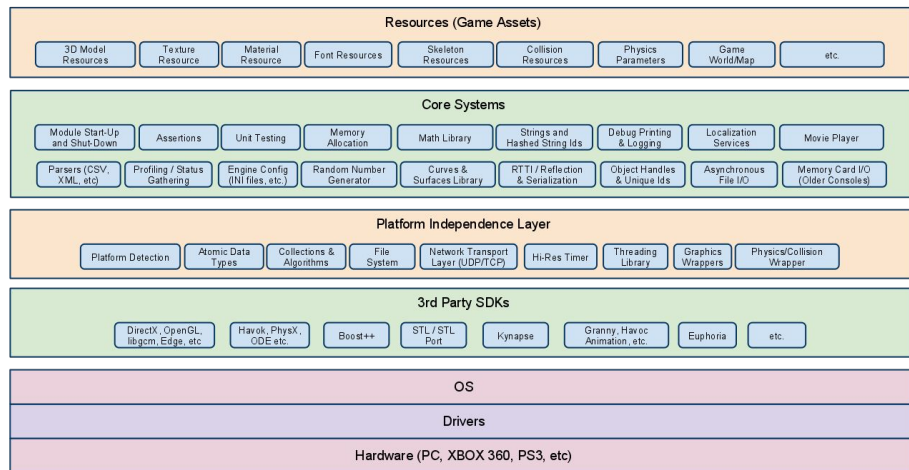 Resources (Game Assets)
3D Model
Resources
Texture
Resource
Material
Resource
Font Resources
Skeleton
Resources
Collision
Resources
Physics
Parameters
Game
World/Map
etc.
Core Systems
Module Start-Up
and Shut-Down
Assertions
Unit Testing
Memory
Allocation
Math Library
Strings and
Hashed String Ids
Debug Printing
& Logging
Localization
Services
Movie Player
Parsers (CSV,
XML, etc)
Profiling / Status
Gathering
Engine Config
(INI files, etc.)
Random Number
Generator
Curves &
Surfaces Library
RTTI / Reflection
& Serialization
Object Handles
& Unique Ids
Asynchronous
File I/O
Memory Card I/O
(Older Consoles)
Platform Independence Layer
Platform Detection
Atomic Data
Types
Collections &
Algorithms
File
System
Network Transport
Layer (UDP/TCP)
Hi-Res Timer
Threading
Library
Graphics
Wrappers
Physics/Collision
Wrapper
3rd Party SDKs
DirectX, OpenGL,
libgcm, Edge, etc
Havok, PhysX,
ODE etc.
Boost++
STL / STL
Port
Kynapse
Granny, Havoc
Animation, etc.
Euphoria
etc.
OS
Drivers
Hardware (PC, XBOX 360, PS3, etc)